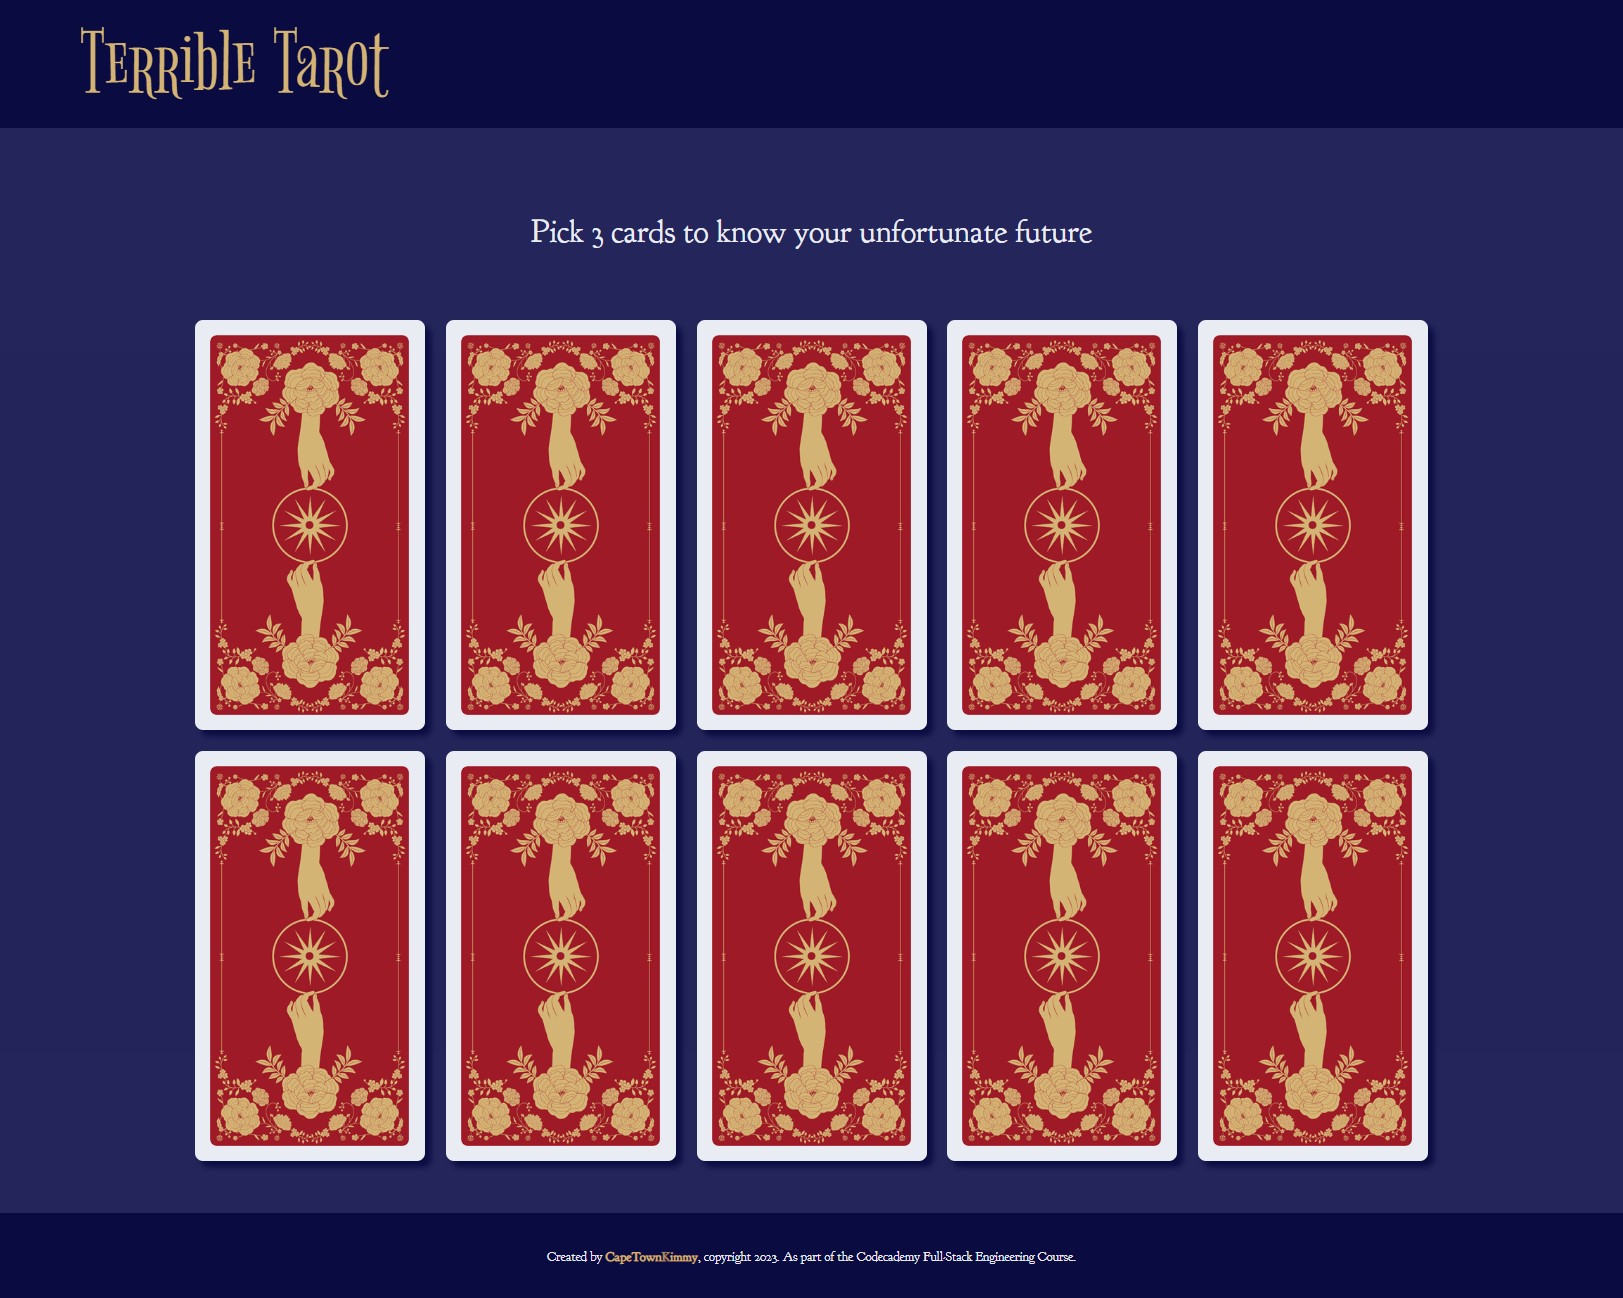 Terrible Tarot
Pick 3 cards to know your unfortunate future
Created by CapeTownKimmy, copyright 2023. As part of the Codecademy Full-Stack Engineering Course.